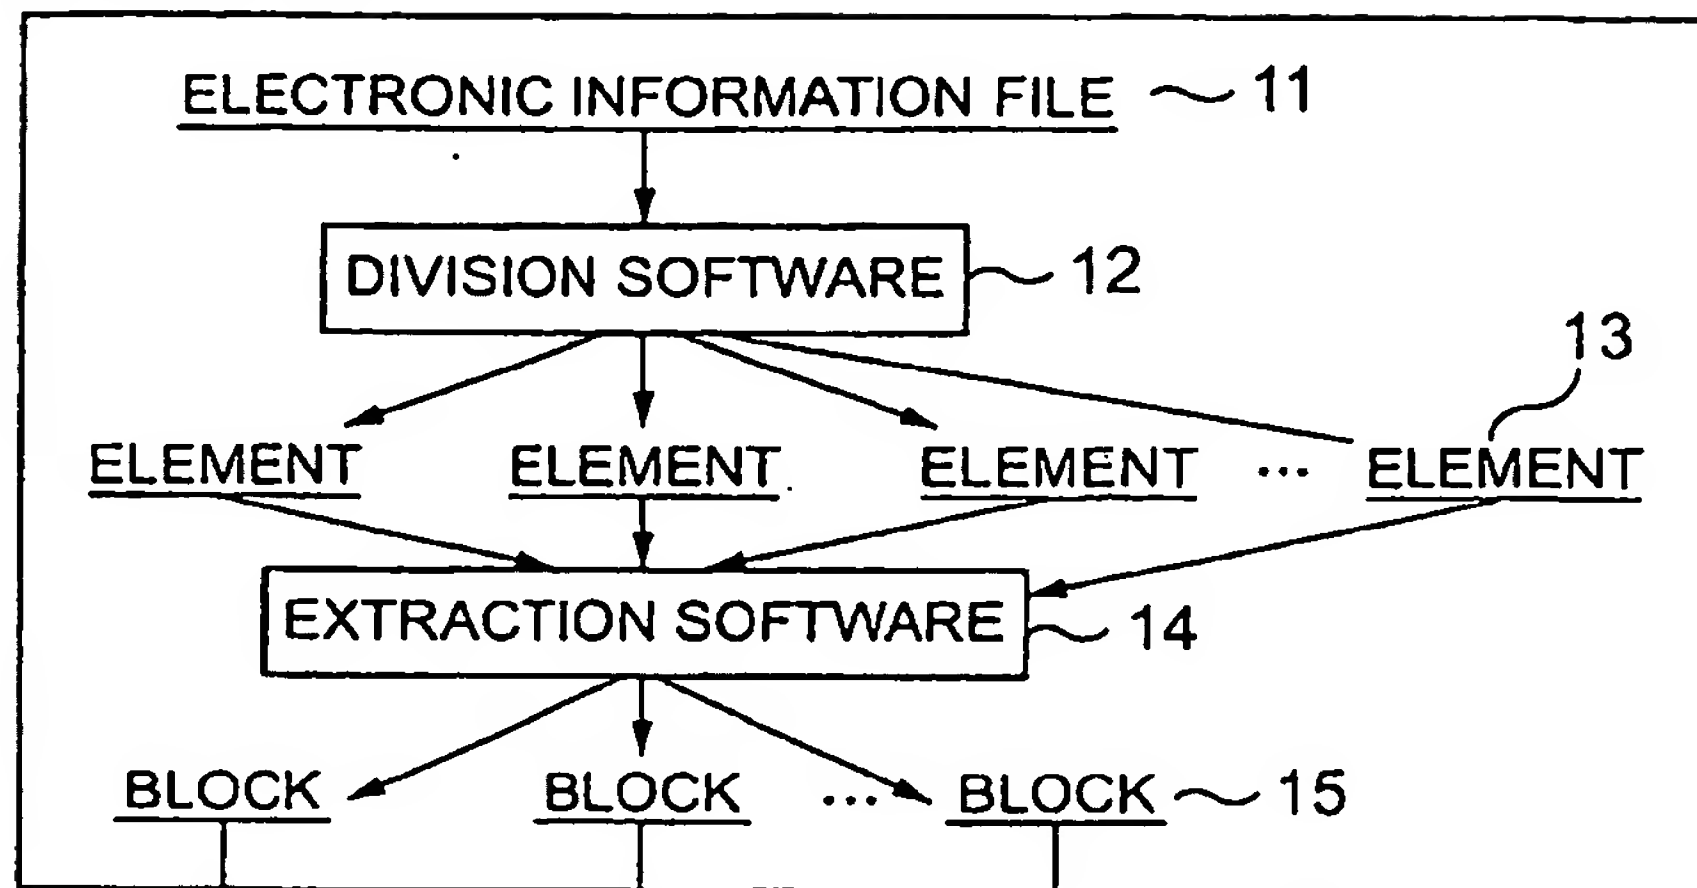 ELECTRONIC INFORMATION FILE 11
DIVISION SOFTWARE 12
13
ELEMENT ELEMENT ELEMENT ... ELEMENT
EXTRACTION SOFTWARE 14
BLOCK BLOCK ... BLOCK 15